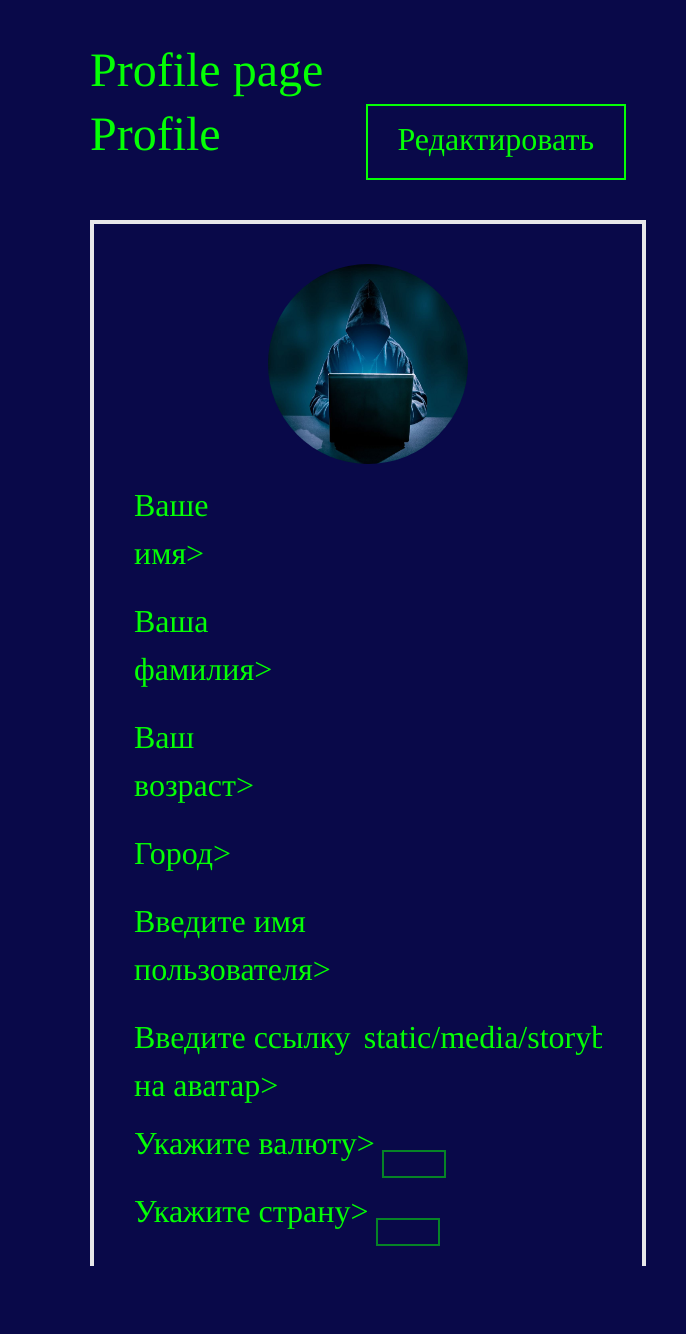 Profile page
Profile
Редактировать
Ваше
имя>
Ваша
фамилия>
Ваш
возраст>
Город>
Введите имя
пользователя>
Введите ссылку static/media/storyb
на аватар>
Укажите валюту>
Укажите страну>